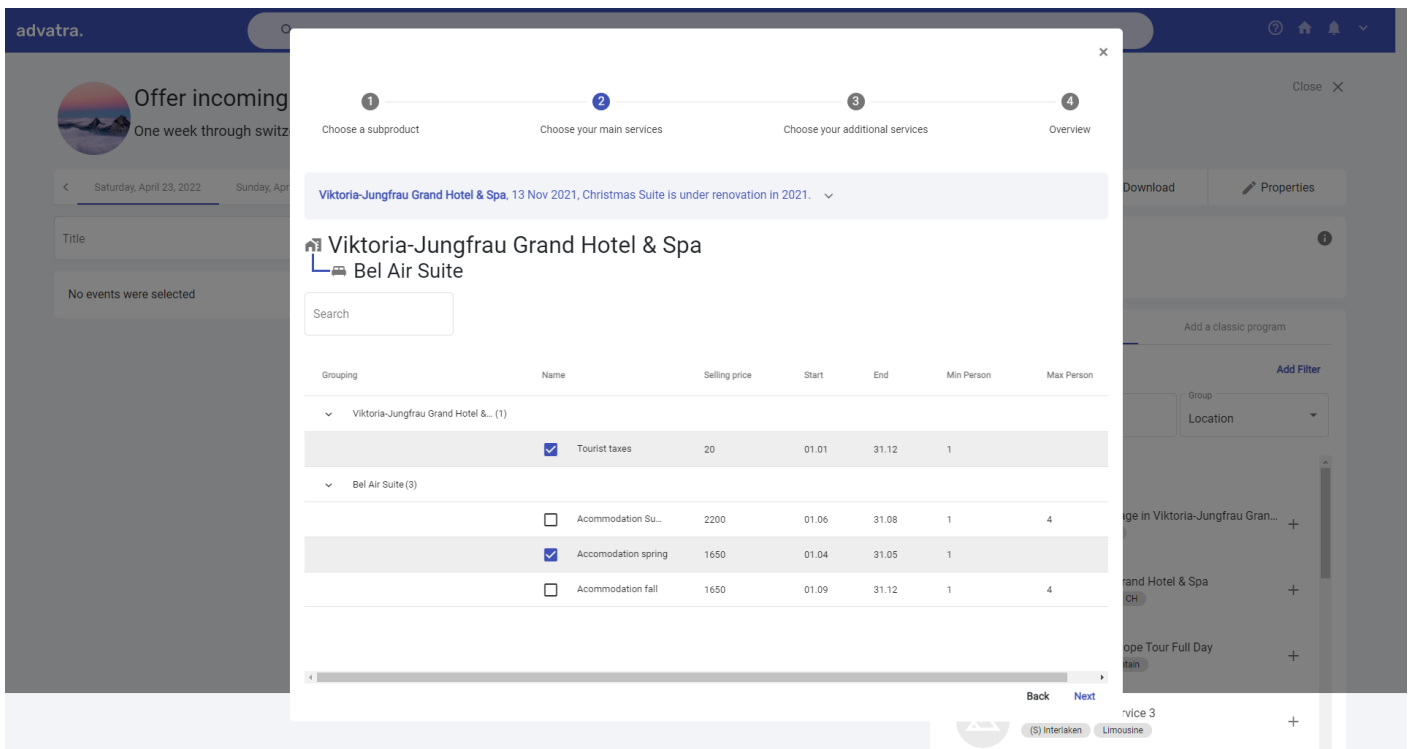 advatra.
Offer incoming
One week through switz
Close
Saturday, April 23, 2022
Sunday, Apr
Download
Properties
Title
No events were selected
1
2
3
4
Choose a subproduct
Choose your main services
Choose your additional services
Overview
Viktoria-Jungfrau Grand Hotel & Spa, 13 Nov 2021, Christmas Suite is under renovation in 2021.
Viktoria-Jungfrau Grand Hotel & Spa
Bel Air Suite
Search
Grouping Name Selling price Start End Min Person Max Person
Viktoria-Jungfrau Grand Hotel &... (1)
Tourist taxes 20 01.01 31.12 1
Bel Air Suite (3)
Acommodation Su... 2200 01.06 31.08 1 4
Accomodation spring 1650 01.04 31.05 1
Acommodation fall 1650 01.09 31.12 1 4
Back Next
Add a classic program
Add Filter
Group
Location
age in Viktoria-Jungfrau Gran...
rand Hotel & Spa
CH
ope Tour Full Day
ntain
rvice 3
(S) Interlaken Limousine